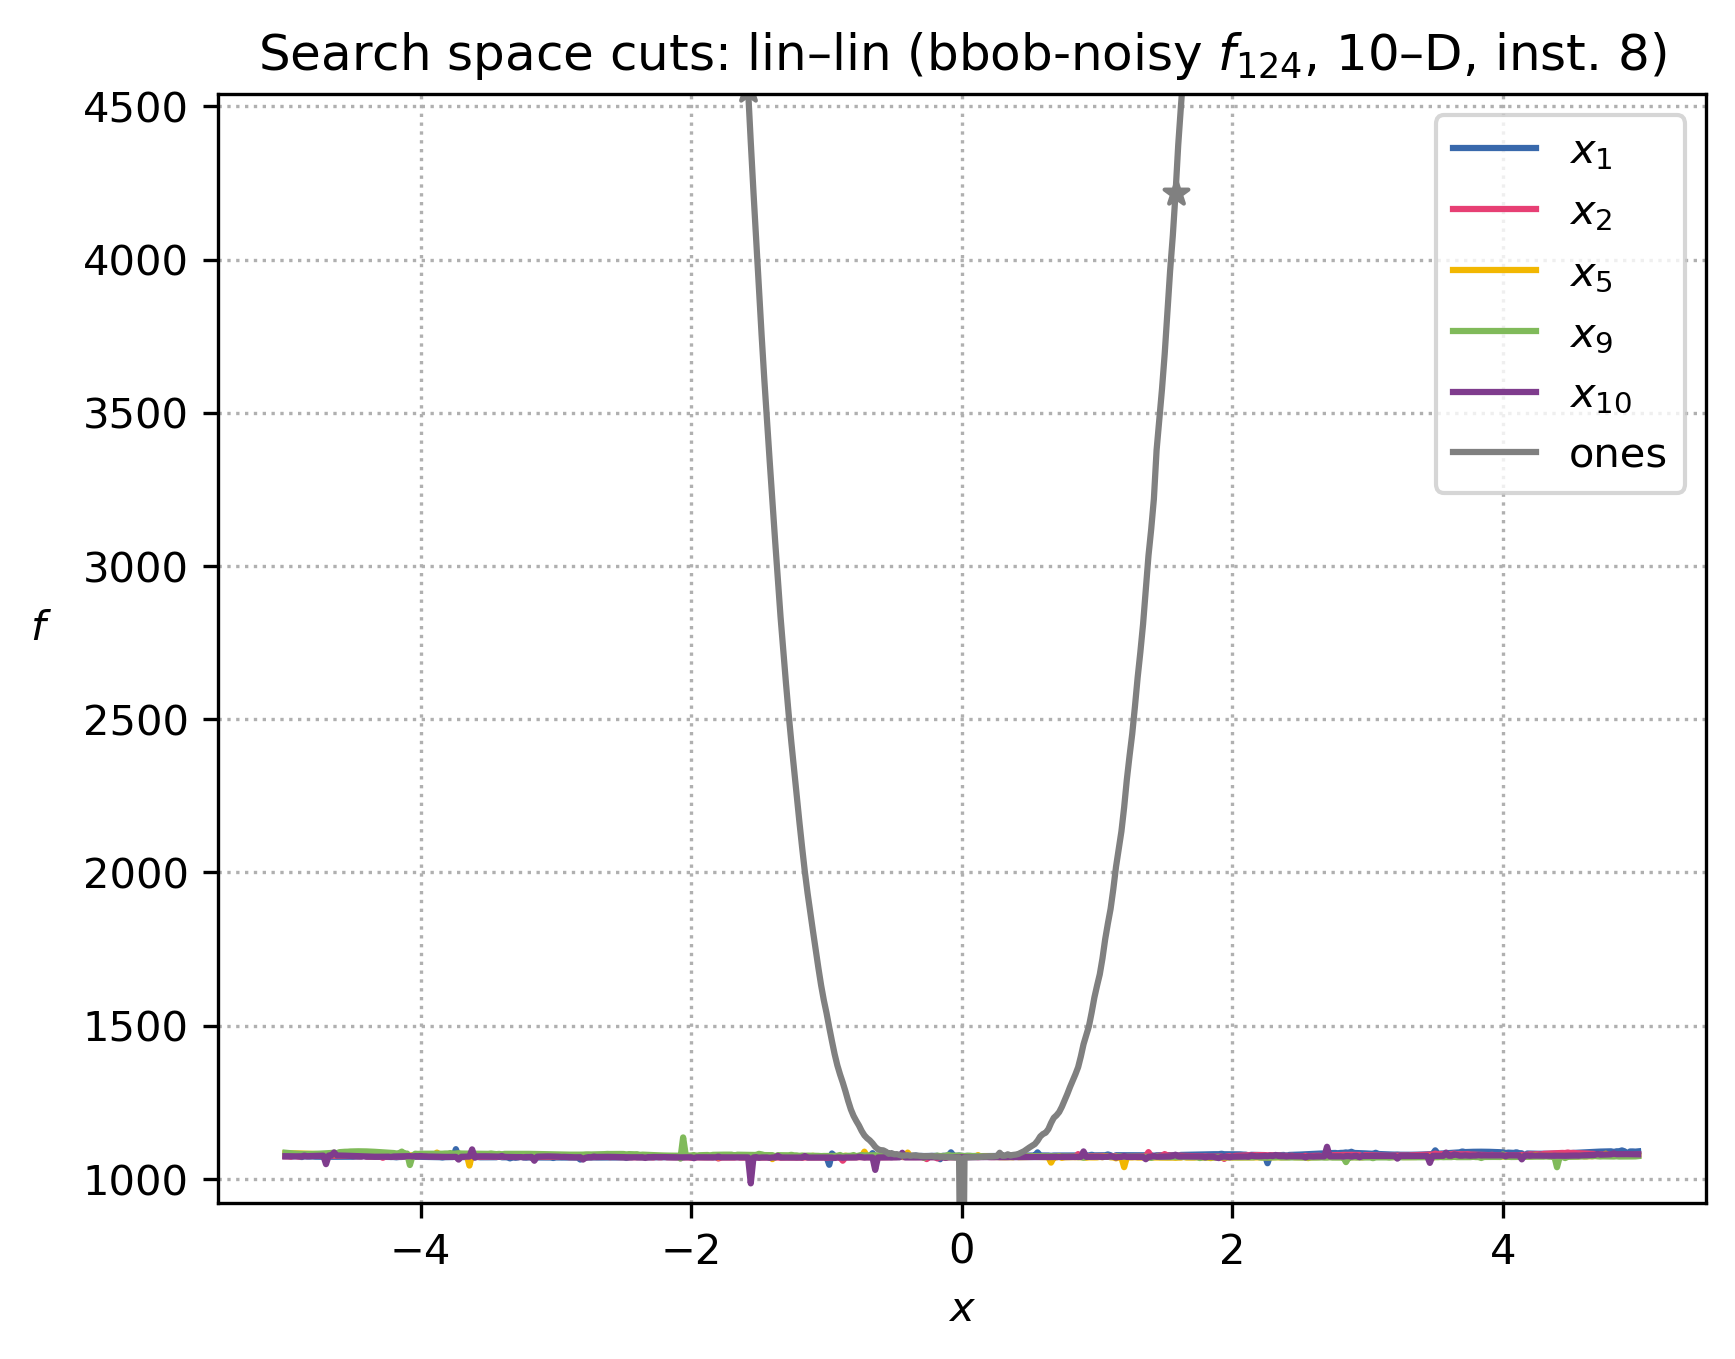 Search space cuts: lin–lin (bbob-noisy f₁₂₄, 10–D, inst. 8)
4500
4000
3500
3000
2500
2000
1500
1000
f
x₁
x₂
x₅
x₉
x₁₀
ones
−4
−2
0
2
4
x